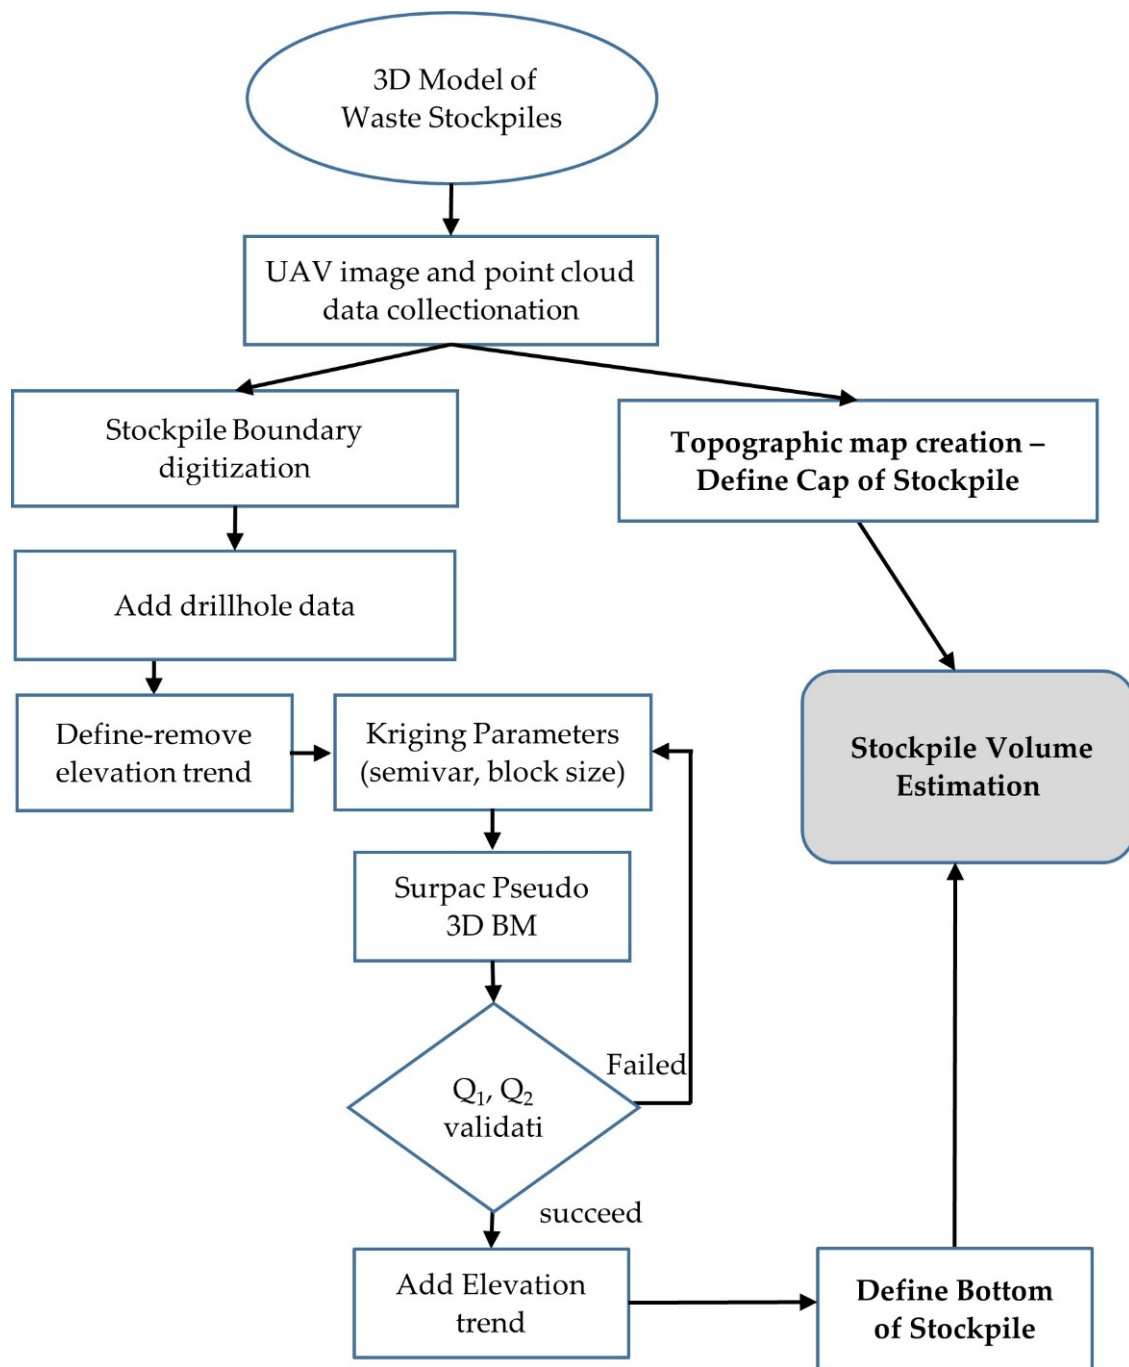 3D Model of
Waste Stockpiles
UAV image and point cloud
data collectionation
Stockpile Boundary
digitization
Topographic map creation –
Define Cap of Stockpile
Add drillhole data
Define-remove
elevation trend
Kriging Parameters
(semivar, block size)
Stockpile Volume
Estimation
Surpac Pseudo
3D BM
Failed
Q₁, Q₂
validati
succeed
Add Elevation
trend
Define Bottom
of Stockpile